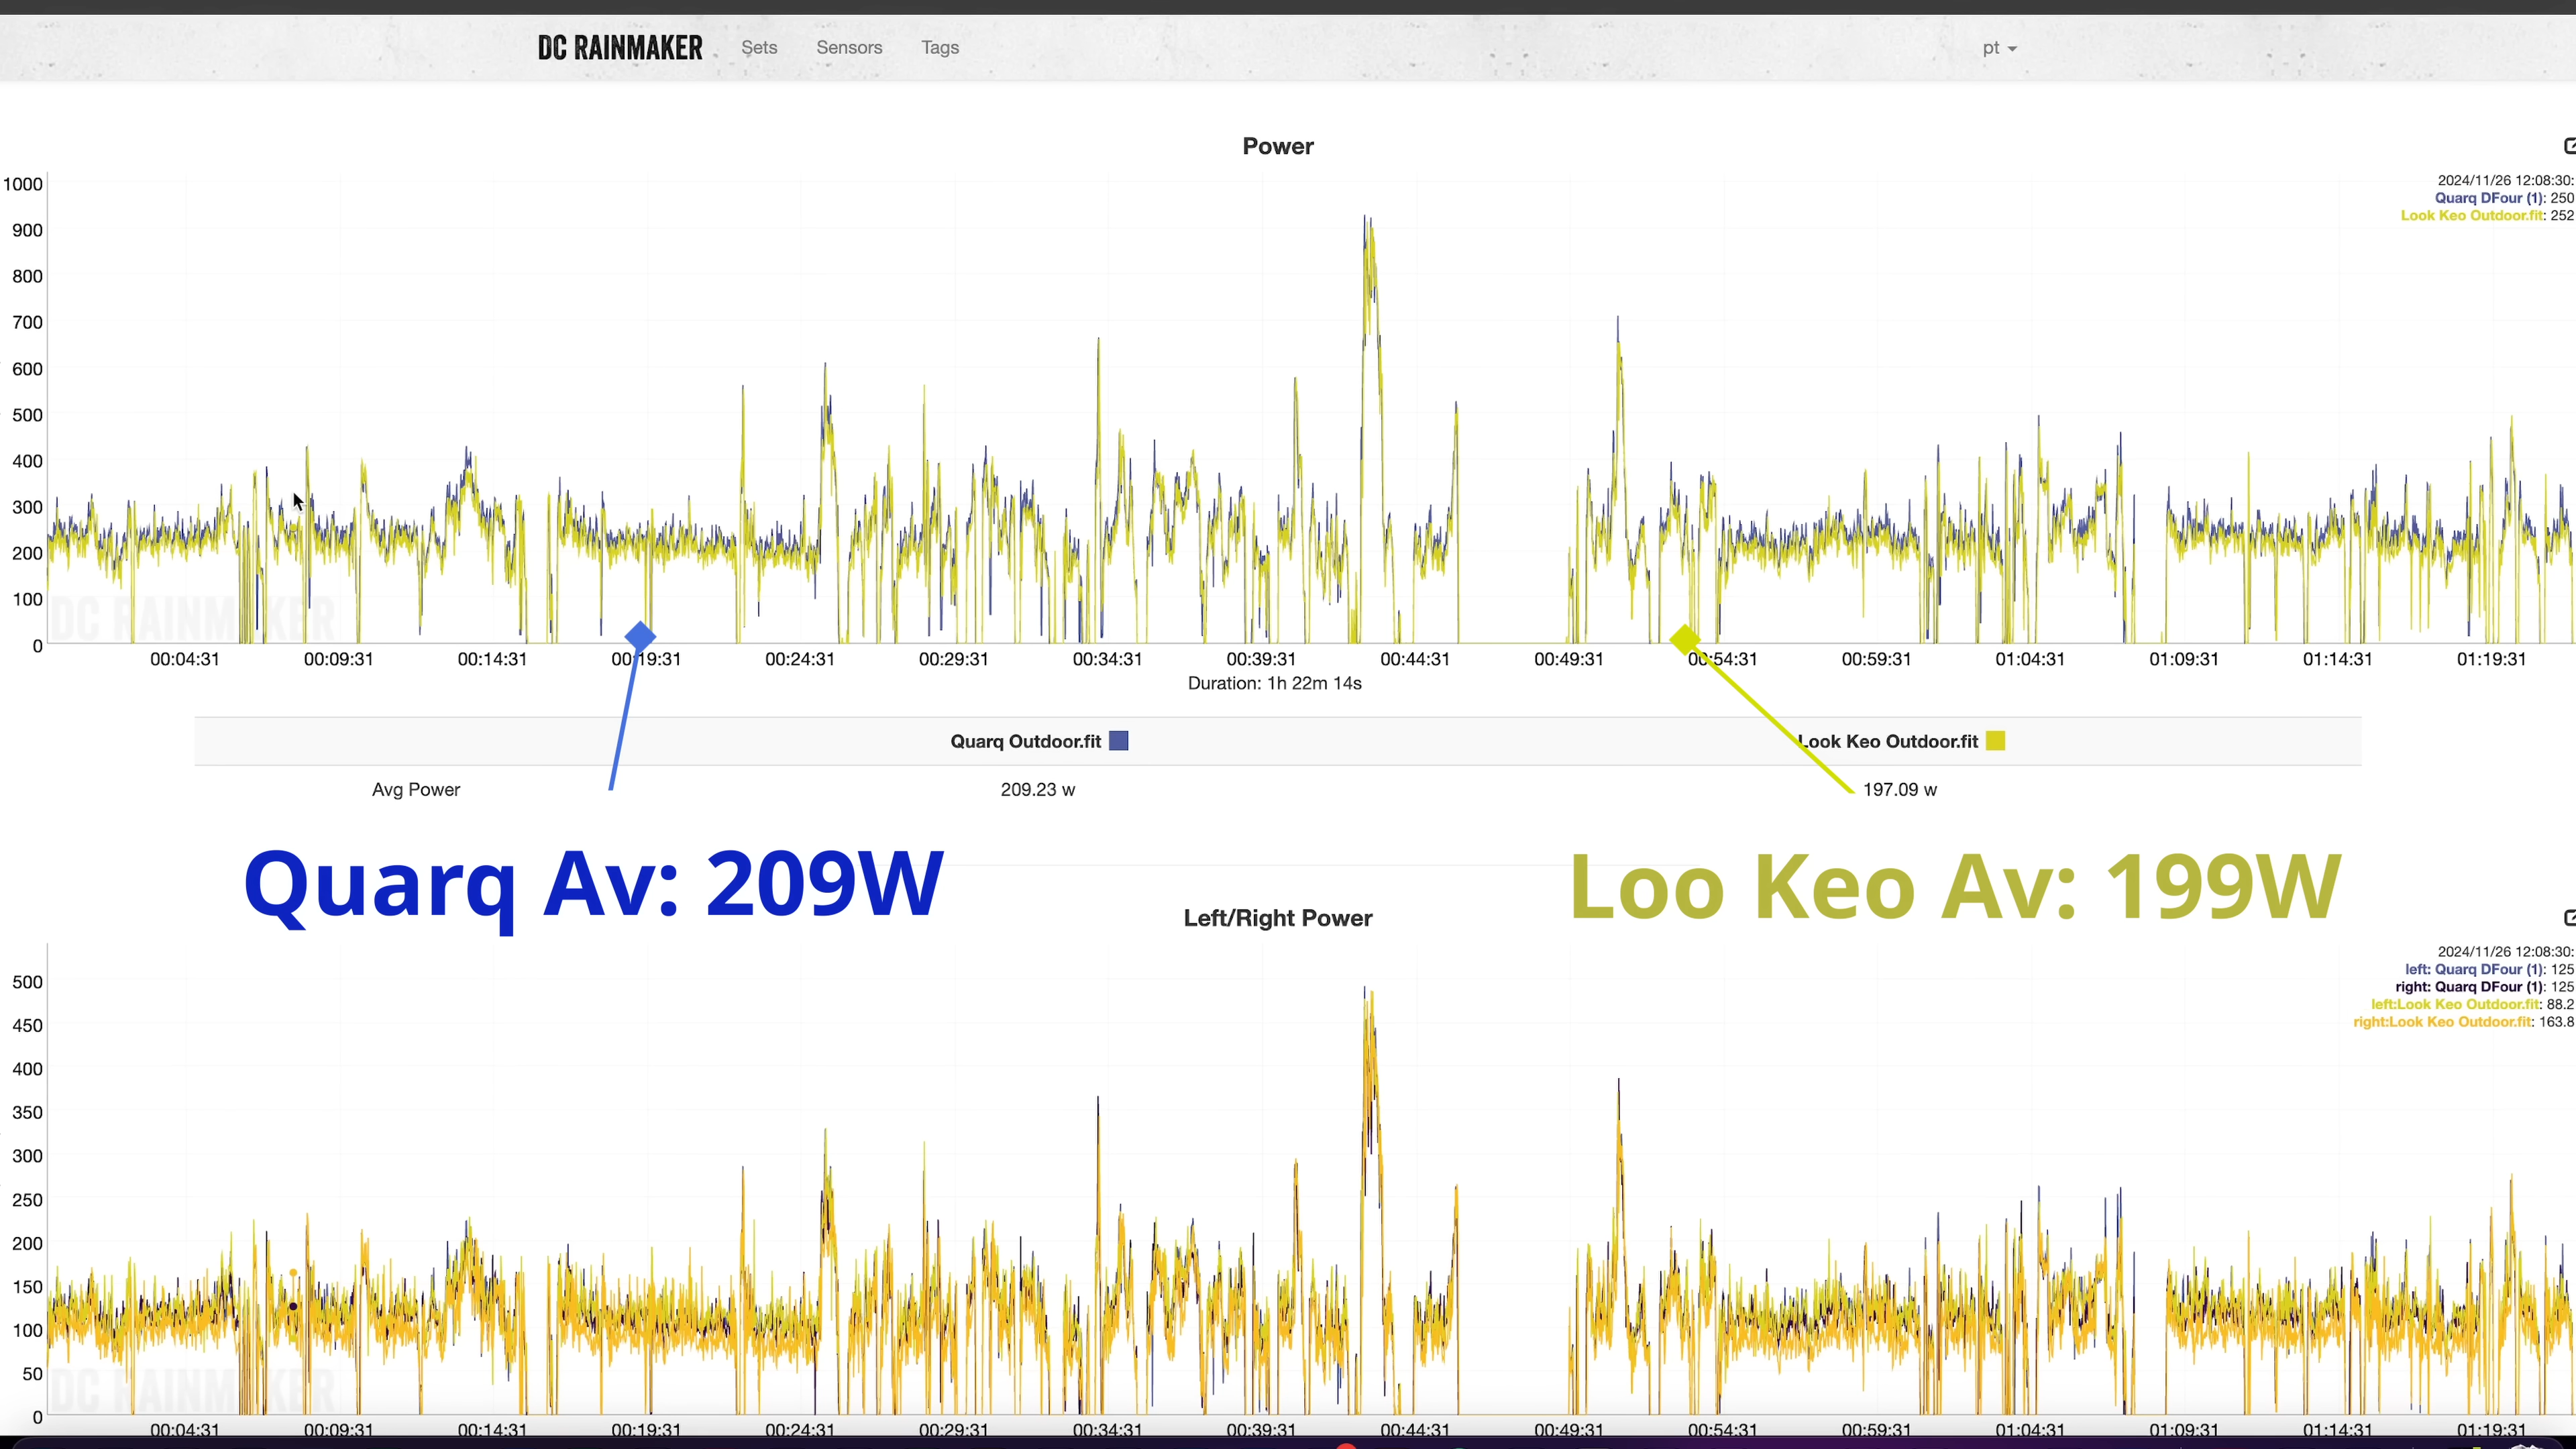 DC RAINMAKER Sets Sensors Tags pt
Power
2024/11/26 12:08:30:
Quarq DFour (1): 250
Look Keo Outdoor.fit: 252
1000
900
800
700
600
500
400
300
200
100
0
DC RAINMAKER
00:04:31 00:09:31 00:14:31 00:19:31 00:24:31 00:29:31 00:34:31 00:39:31 00:44:31 00:49:31 00:54:31 00:59:31 01:04:31 01:09:31 01:14:31 01:19:31
Duration: 1h 22m 14s
Quarq Outdoor.fit Look Keo Outdoor.fit
Avg Power 209.23 w 197.09 w
Quarq Av: 209W Loo Keo Av: 199W
Left/Right Power
2024/11/26 12:08:30:
left: Quarq DFour (1): 125
right: Quarq DFour (1): 125
left:Look Keo Outdoor.fit: 88.2
right:Look Keo Outdoor.fit: 163.8
500
450
400
350
300
250
200
150
100
50
0
DC RAINMAKER
00:04:31 00:09:31 00:14:31 00:19:31 00:24:31 00:29:31 00:34:31 00:39:31 00:44:31 00:49:31 00:54:31 00:59:31 01:04:31 01:09:31 01:14:31 01:19:31